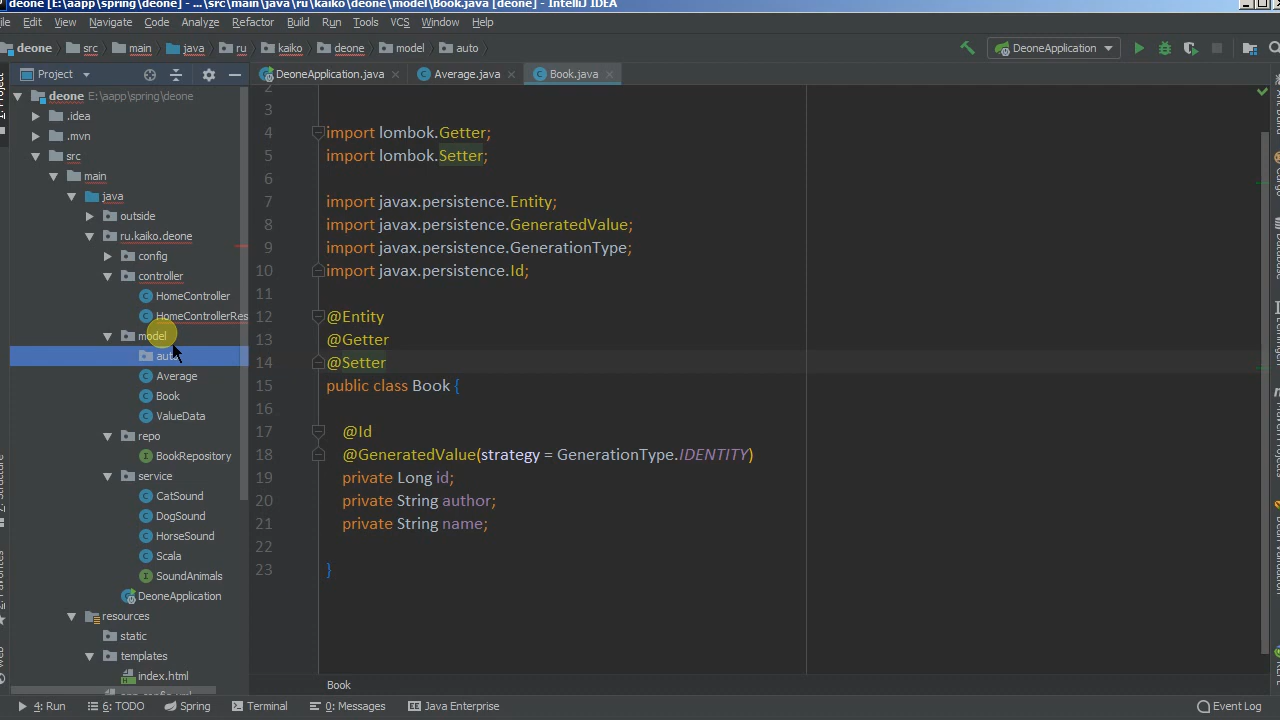 deone [E:\aapp\spring\deone] - ...\src\main\java\ru\kaiko\deone\model\Book.java [deone] - IntelliJ IDEA
Edit View Navigate Code Analyze Refactor Build Run Tools VCS Window Help
deone src main java ru kaiko deone model auto DeoneApplication
Project DeoneApplication.java Average.java Book.java
deone E:\aapp\spring\deone
.idea
.mvn
src
main
java
outside
ru.kaiko.deone
config
controller
HomeController
HomeControllerRes
model
auto
Average
Book
ValueData
repo
BookRepository
service
CatSound
DogSound
HorseSound
Scala
SoundAnimals
DeoneApplication
resources
static
templates
index.html
2
3
4 import lombok.Getter;
5 import lombok.Setter;
6
7 import javax.persistence.Entity;
8 import javax.persistence.GeneratedValue;
9 import javax.persistence.GenerationType;
10 import javax.persistence.Id;
11
12 @Entity
13 @Getter
14 @Setter
15 public class Book {
16
17 @Id
18 @GeneratedValue(strategy = GenerationType.IDENTITY)
19 private Long id;
20 private String author;
21 private String name;
22
23 }
Book
4: Run 6: TODO Spring Terminal 0: Messages Java Enterprise Event Log